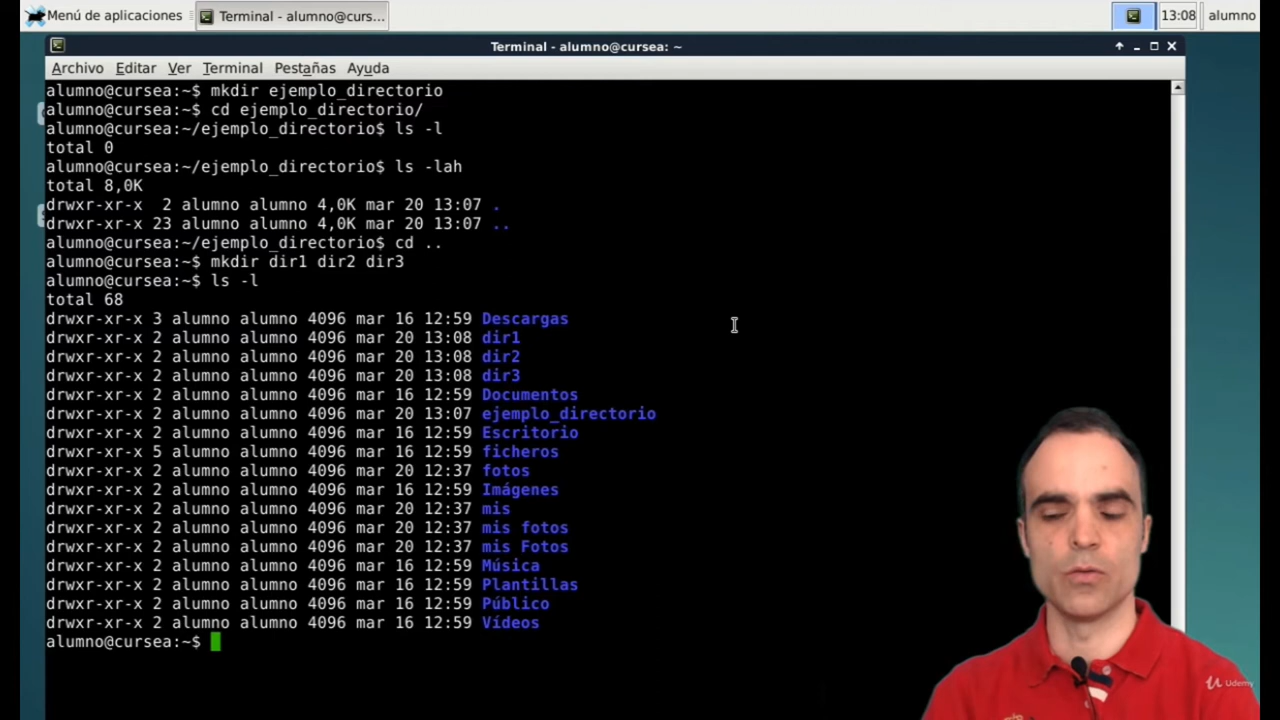 Menú de aplicaciones
Terminal - alumno@curs...
13:08
alumno
Terminal - alumno@cursea: ~
Archivo Editar Ver Terminal Pestañas Ayuda
alumno@cursea:~$ mkdir ejemplo_directorio
alumno@cursea:~$ cd ejemplo_directorio/
alumno@cursea:~/ejemplo_directorio$ ls -l
total 0
alumno@cursea:~/ejemplo_directorio$ ls -lah
total 8,0K
drwxr-xr-x  2 alumno alumno 4,0K mar 20 13:07 .
drwxr-xr-x 23 alumno alumno 4,0K mar 20 13:07 ..
alumno@cursea:~/ejemplo_directorio$ cd ..
alumno@cursea:~$ mkdir dir1 dir2 dir3
alumno@cursea:~$ ls -l
total 68
drwxr-xr-x 3 alumno alumno 4096 mar 16 12:59 Descargas
drwxr-xr-x 2 alumno alumno 4096 mar 20 13:08 dir1
drwxr-xr-x 2 alumno alumno 4096 mar 20 13:08 dir2
drwxr-xr-x 2 alumno alumno 4096 mar 20 13:08 dir3
drwxr-xr-x 2 alumno alumno 4096 mar 16 12:59 Documentos
drwxr-xr-x 2 alumno alumno 4096 mar 20 13:07 ejemplo_directorio
drwxr-xr-x 2 alumno alumno 4096 mar 16 12:59 Escritorio
drwxr-xr-x 5 alumno alumno 4096 mar 16 12:59 ficheros
drwxr-xr-x 2 alumno alumno 4096 mar 20 12:37 fotos
drwxr-xr-x 2 alumno alumno 4096 mar 16 12:59 Imágenes
drwxr-xr-x 2 alumno alumno 4096 mar 20 12:37 mis
drwxr-xr-x 2 alumno alumno 4096 mar 20 12:37 mis fotos
drwxr-xr-x 2 alumno alumno 4096 mar 20 12:37 mis Fotos
drwxr-xr-x 2 alumno alumno 4096 mar 16 12:59 Música
drwxr-xr-x 2 alumno alumno 4096 mar 16 12:59 Plantillas
drwxr-xr-x 2 alumno alumno 4096 mar 16 12:59 Público
drwxr-xr-x 2 alumno alumno 4096 mar 16 12:59 Vídeos
alumno@cursea:~$
Udemy